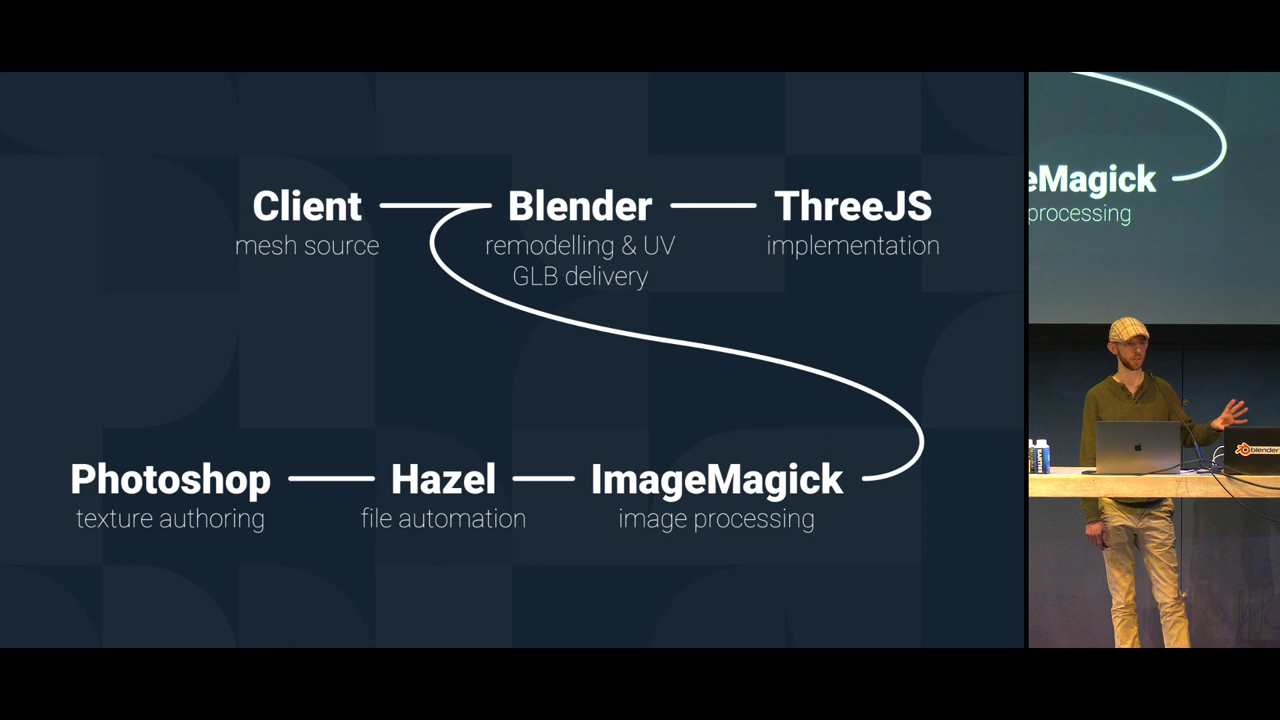 Client
mesh source
Blender
remodelling & UV
GLB delivery
ThreeJS
implementation
Photoshop
texture authoring
Hazel
file automation
ImageMagick
image processing
eMagick
processing
blender